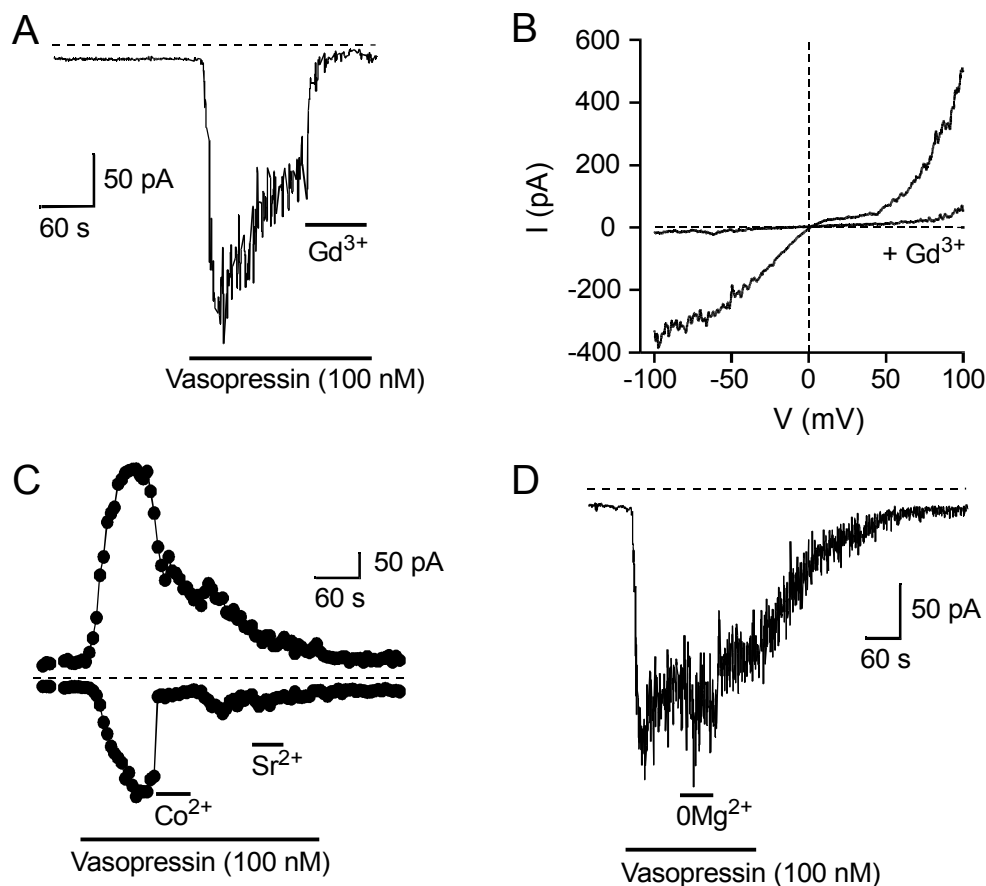 A
50 pA
60 s
Gd³⁺
Vasopressin (100 nM)
B
600
400
200
0
-200
-400
I (pA)
+ Gd³⁺
-100
-50
0
50
100
V (mV)
C
50 pA
60 s
Sr²⁺
Co²⁺
Vasopressin (100 nM)
D
50 pA
60 s
0Mg²⁺
Vasopressin (100 nM)